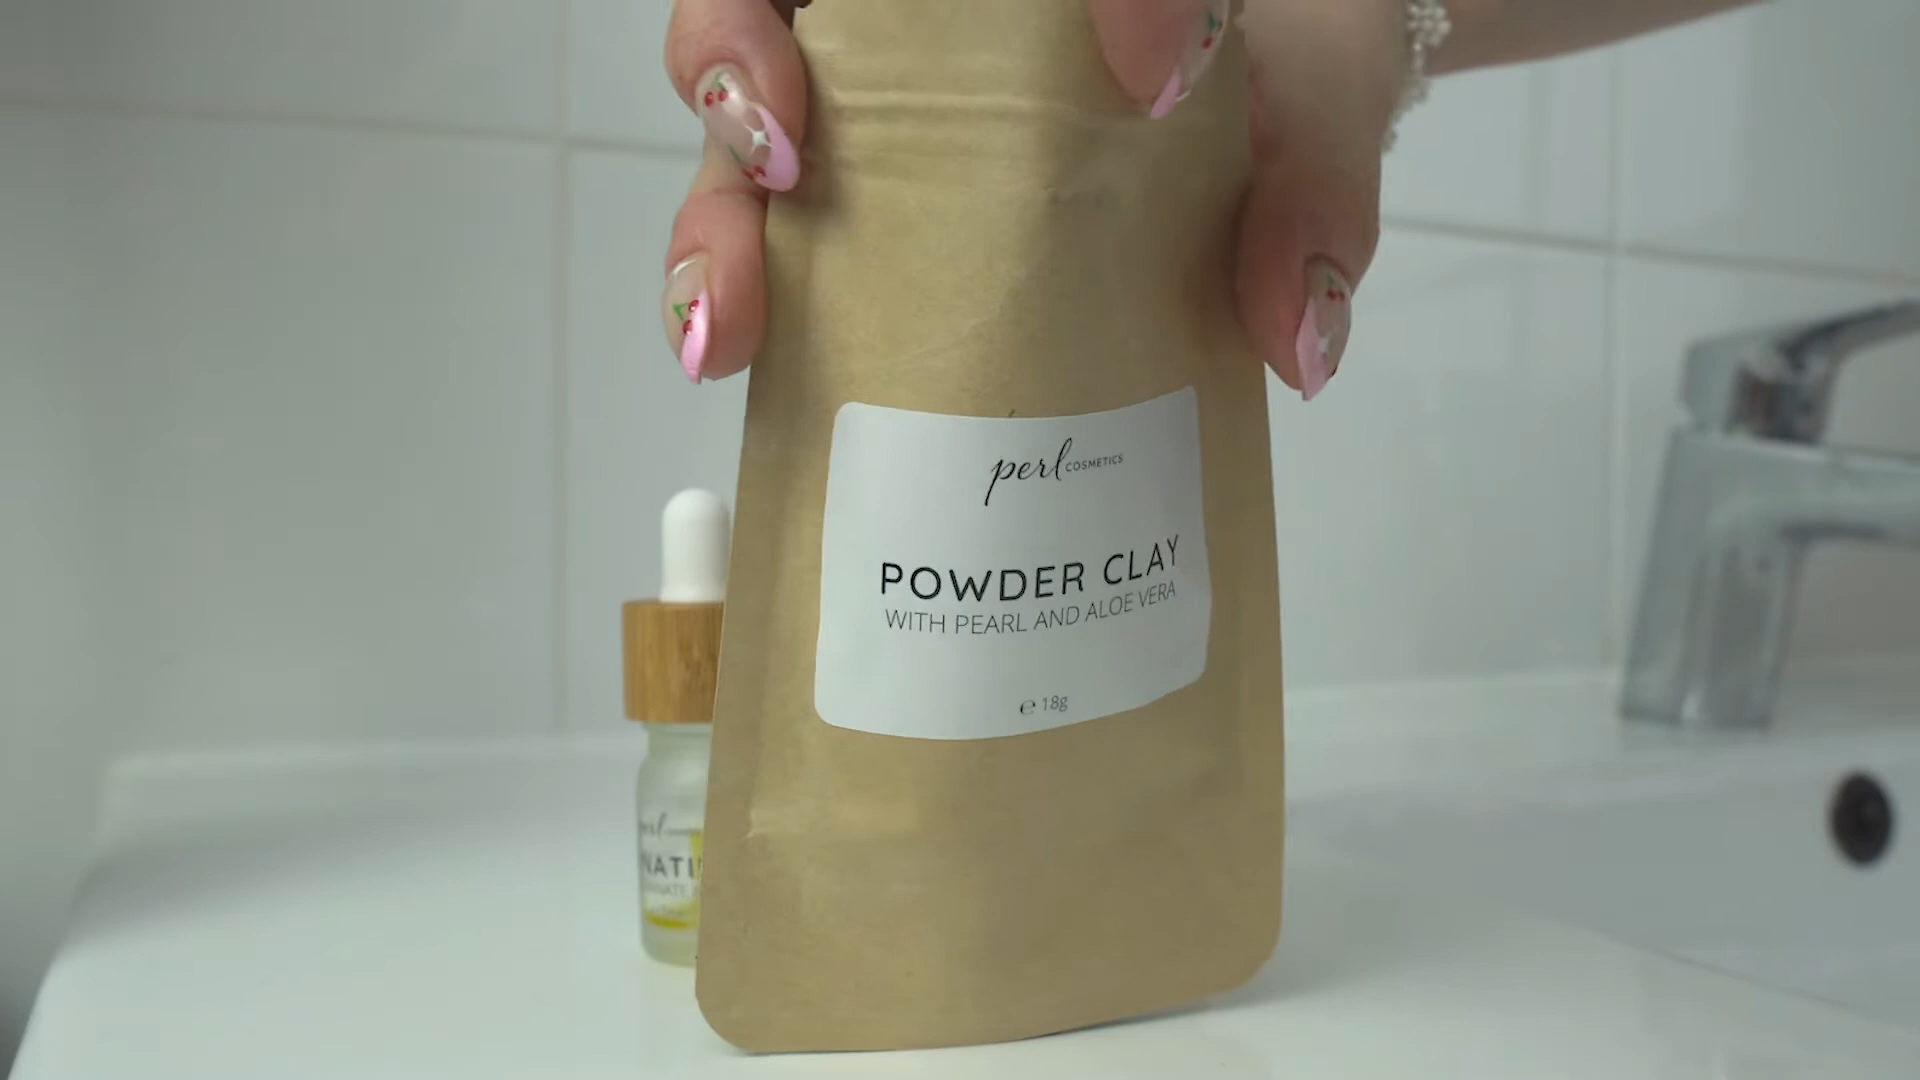 perl COSMETICS
POWDER CLAY
WITH PEARL AND ALOE VERA
℮ 18g